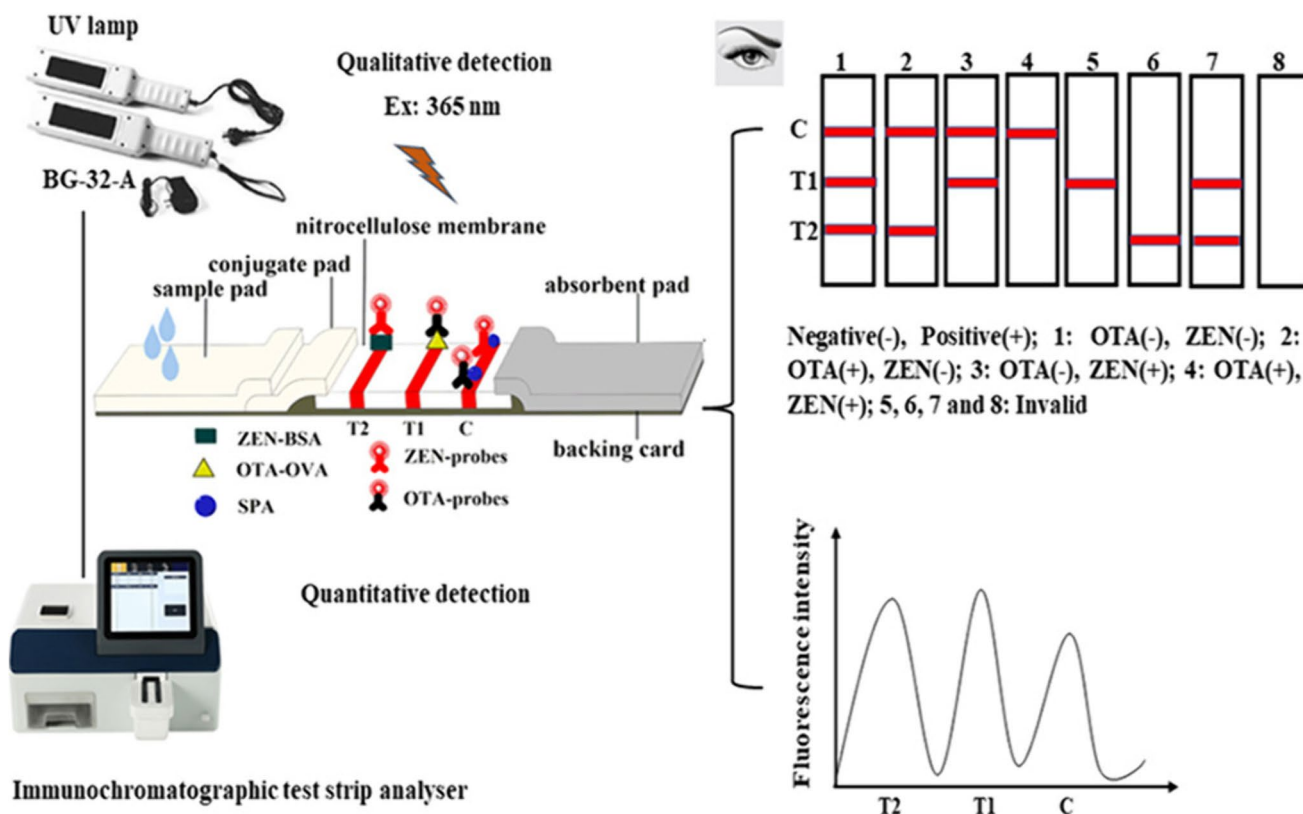 UV lamp
Qualitative detection
Ex: 365 nm
BG-32-A
nitrocellulose membrane
conjugate pad
sample pad
absorbent pad
T2 T1 C
backing card
ZEN-BSA
OTA-OVA
SPA
ZEN-probes
OTA-probes
Quantitative detection
Immunochromatographic test strip analyser
1 2 3 4 5 6 7 8
C
T1
T2
Negative(-), Positive(+); 1: OTA(-), ZEN(-); 2:
OTA(+), ZEN(-); 3: OTA(-), ZEN(+); 4: OTA(+),
ZEN(+); 5, 6, 7 and 8: Invalid
Fluorescence intensity
T2 T1 C